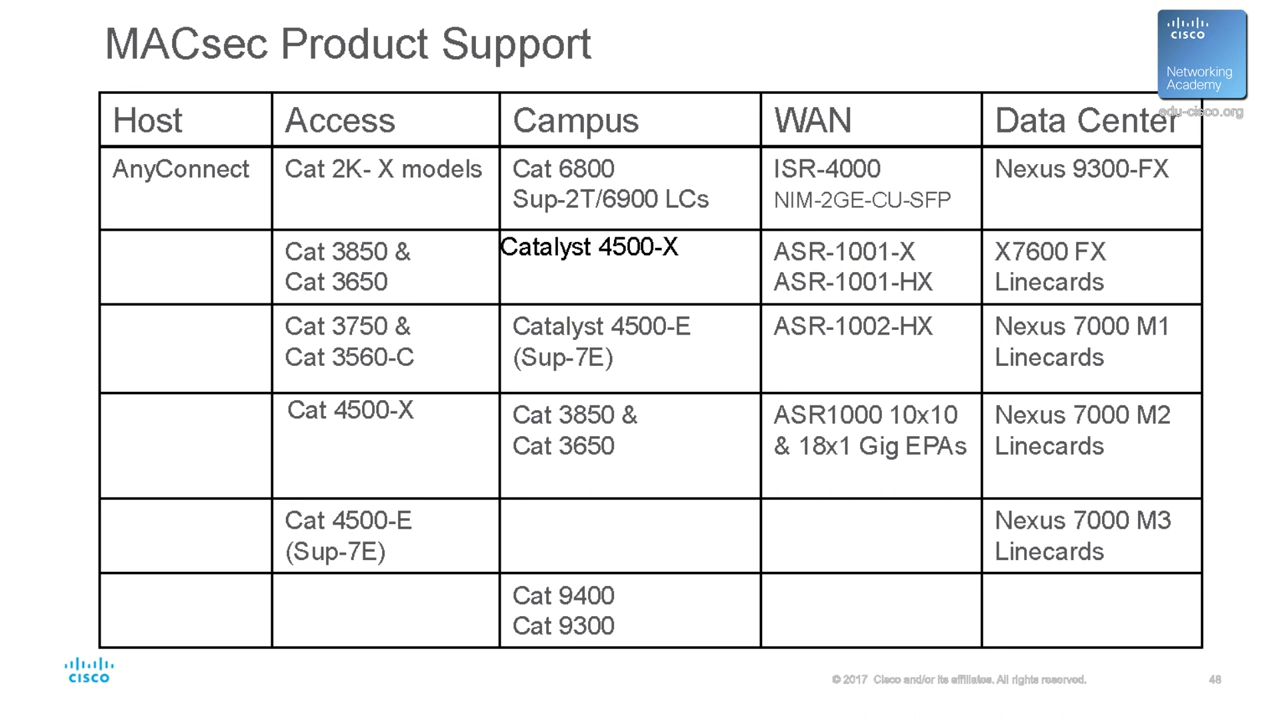 MACsec Product Support
CISCO
Networking
Academy
edu-cisco.org
Host Access Campus WAN Data Center
AnyConnect Cat 2K- X models Cat 6800 ISR-4000 Nexus 9300-FX
Sup-2T/6900 LCs NIM-2GE-CU-SFP
Cat 3850 & Catalyst 4500-X ASR-1001-X X7600 FX
Cat 3650 ASR-1001-HX Linecards
Cat 3750 & Catalyst 4500-E ASR-1002-HX Nexus 7000 M1
Cat 3560-C (Sup-7E) Linecards
Cat 4500-X Cat 3850 & ASR1000 10x10 Nexus 7000 M2
Cat 3650 & 18x1 Gig EPAs Linecards
Cat 4500-E Nexus 7000 M3
(Sup-7E) Linecards
Cat 9400
Cat 9300
CISCO
© 2017 Cisco and/or its affiliates. All rights reserved. 46